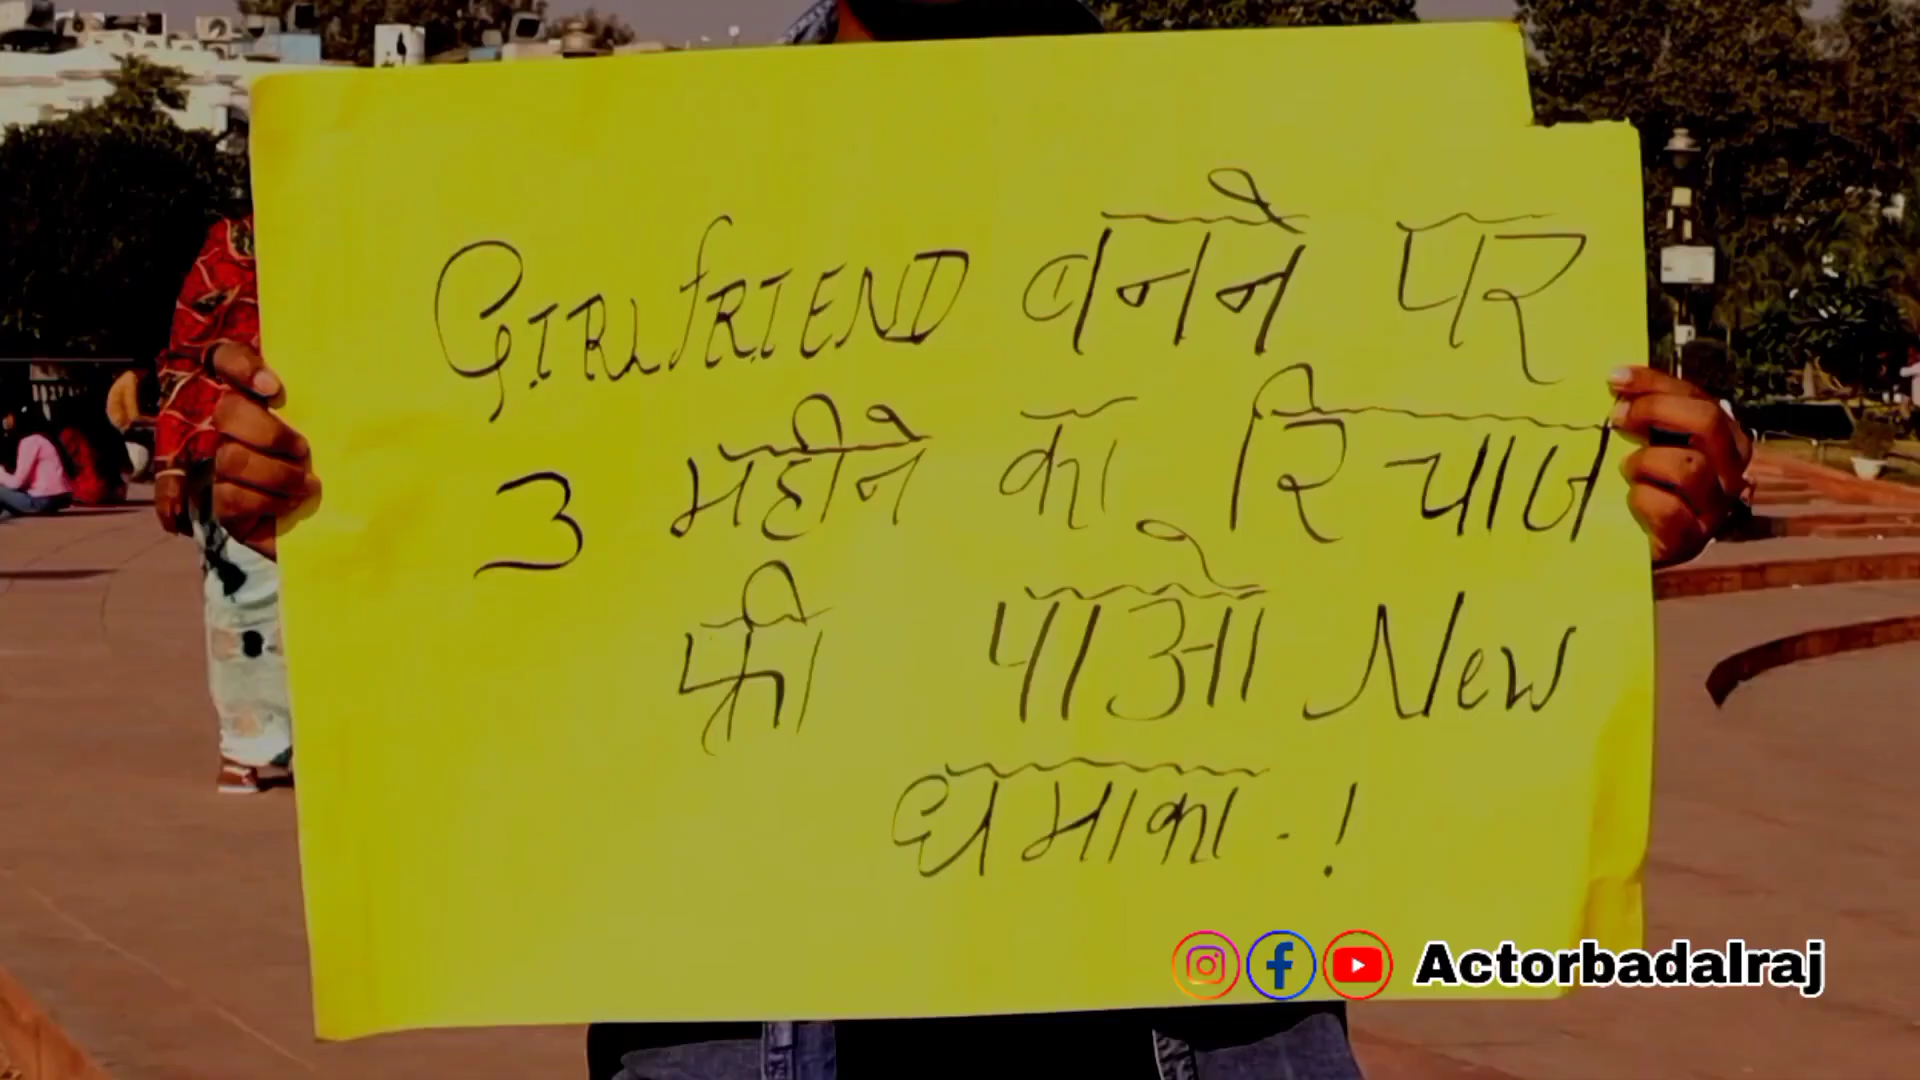 GIRLFRIEND बनने पर
3 महीने का रिचाज
फ्री पाओ New
धमाका -!
Actorbadalraj